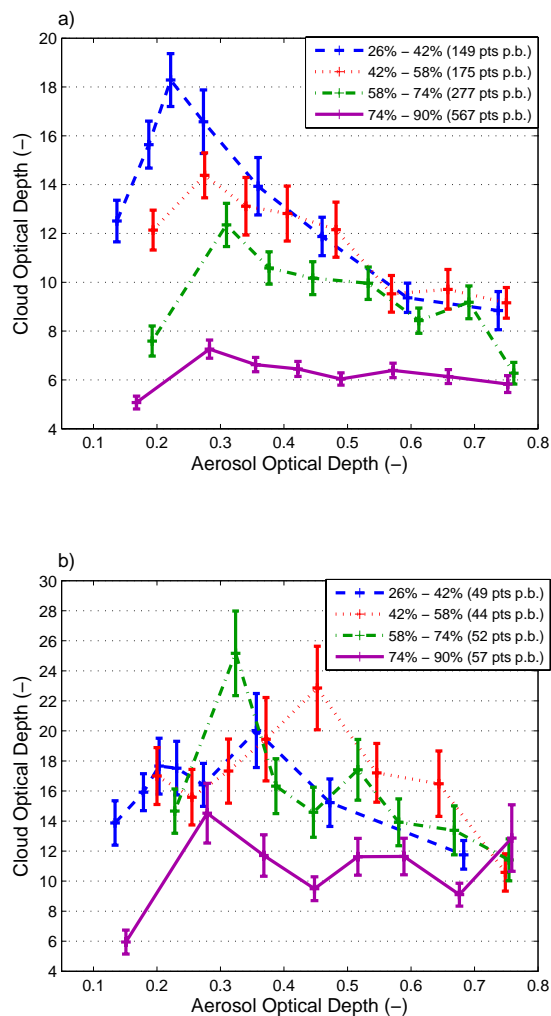 a)
20
18
16
14
12
10
8
6
4
Cloud Optical Depth (−)
26% − 42% (149 pts p.b.)
42% − 58% (175 pts p.b.)
58% − 74% (277 pts p.b.)
74% − 90% (567 pts p.b.)
0.1 0.2 0.3 0.4 0.5 0.6 0.7 0.8
Aerosol Optical Depth (−)
b)
30
28
26
24
22
20
18
16
14
12
10
8
6
4
Cloud Optical Depth (−)
26% − 42% (49 pts p.b.)
42% − 58% (44 pts p.b.)
58% − 74% (52 pts p.b.)
74% − 90% (57 pts p.b.)
0.1 0.2 0.3 0.4 0.5 0.6 0.7 0.8
Aerosol Optical Depth (−)